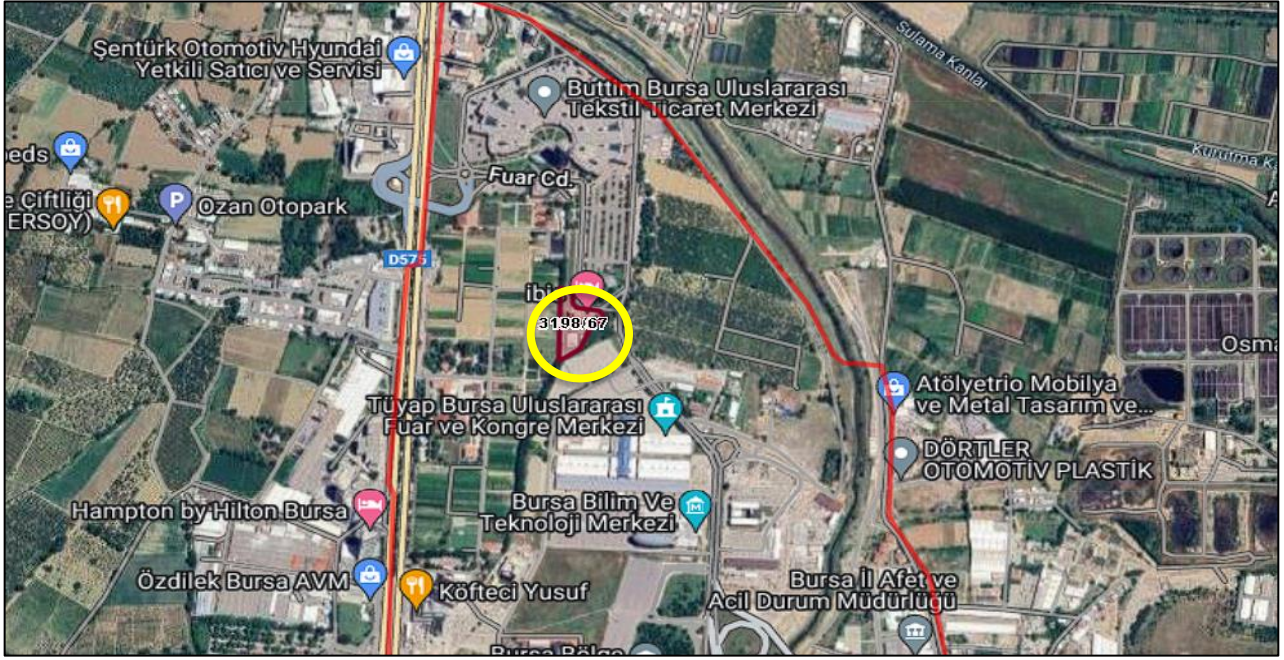 Şentürk Otomotiv Hyundai
Yetkili Satıcı ve Servisi
Buttim Bursa Uluslararası
Tekstil Ticaret Merkezi
Sulama Kanalı
Kurutma K
eds
e Çiftliği
ERSOY)
P
Ozan Otopark
Fuar Cd.
D575
ibi
3198/67
Osma
Atölyetrio Mobilya
ve Metal Tasarım ve...
Tüyap Bursa Uluslararası
Fuar ve Kongre Merkezi
DÖRTLER
OTOMOTİV PLASTİK
Hampton by Hilton Bursa
Bursa Bilim Ve
Teknoloji Merkezi
Özdilek Bursa AVM
Köfteci Yusuf
Bursa İl Afet ve
Acil Durum Müdürlüğü
Bursa Bölge